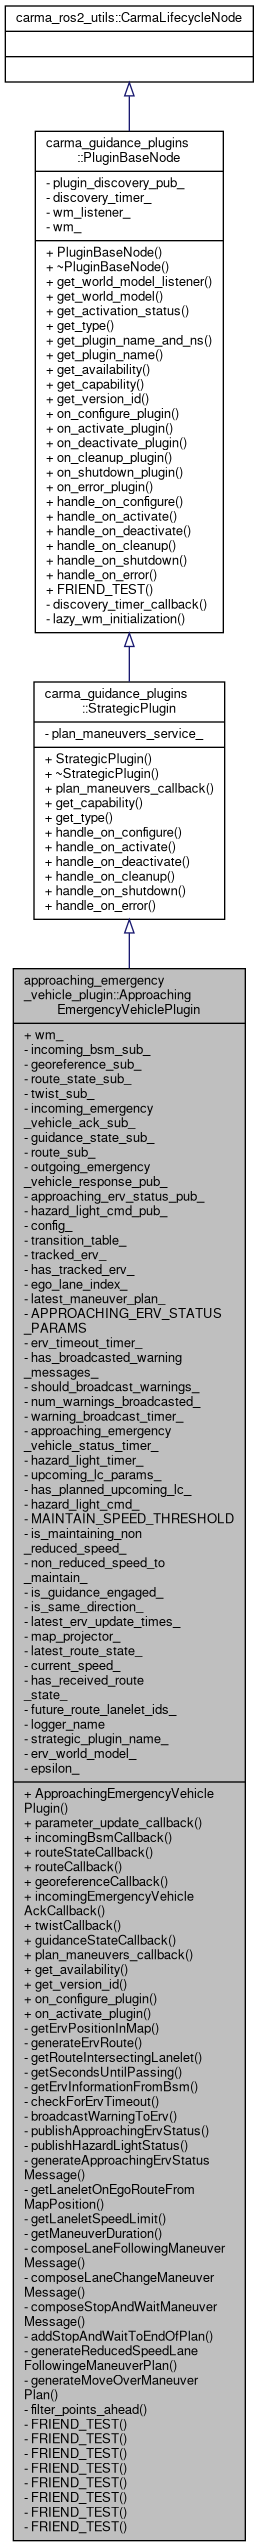 carma_ros2_utils::CarmaLifecycleNode
carma_guidance_plugins
::PluginBaseNode
- plugin_discovery_pub_
- discovery_timer_
- wm_listener_
- wm_
+ PluginBaseNode()
+ ~PluginBaseNode()
+ get_world_model_listener()
+ get_world_model()
+ get_activation_status()
+ get_type()
+ get_plugin_name_and_ns()
+ get_plugin_name()
+ get_availability()
+ get_capability()
+ get_version_id()
+ on_configure_plugin()
+ on_activate_plugin()
+ on_deactivate_plugin()
+ on_cleanup_plugin()
+ on_shutdown_plugin()
+ on_error_plugin()
+ handle_on_configure()
+ handle_on_activate()
+ handle_on_deactivate()
+ handle_on_cleanup()
+ handle_on_shutdown()
+ handle_on_error()
+ FRIEND_TEST()
- discovery_timer_callback()
- lazy_wm_initialization()
carma_guidance_plugins
::StrategicPlugin
- plan_maneuvers_service_
+ StrategicPlugin()
+ ~StrategicPlugin()
+ plan_maneuvers_callback()
+ get_capability()
+ get_type()
+ handle_on_configure()
+ handle_on_activate()
+ handle_on_deactivate()
+ handle_on_cleanup()
+ handle_on_shutdown()
+ handle_on_error()
approaching_emergency
_vehicle_plugin::Approaching
EmergencyVehiclePlugin
+ wm_
- incoming_bsm_sub_
- georeference_sub_
- route_state_sub_
- twist_sub_
- incoming_emergency
_vehicle_ack_sub_
- guidance_state_sub_
- route_sub_
- outgoing_emergency
_vehicle_response_pub_
- approaching_erv_status_pub_
- hazard_light_cmd_pub_
- config_
- transition_table_
- tracked_erv_
- has_tracked_erv_
- ego_lane_index_
- latest_maneuver_plan_
- APPROACHING_ERV_STATUS
_PARAMS
- erv_timeout_timer_
- has_broadcasted_warning
_messages_
- should_broadcast_warnings_
- num_warnings_broadcasted_
- warning_broadcast_timer_
- approaching_emergency
_vehicle_status_timer_
- hazard_light_timer_
- upcoming_lc_params_
- has_planned_upcoming_lc_
- hazard_light_cmd_
- MAINTAIN_SPEED_THRESHOLD
- is_maintaining_non
_reduced_speed_
- non_reduced_speed_to
_maintain_
- is_guidance_engaged_
- is_same_direction_
- latest_erv_update_times_
- map_projector_
- latest_route_state_
- current_speed_
- has_received_route
_state_
- future_route_lanelet_ids_
- logger_name
- strategic_plugin_name_
- erv_world_model_
- epsilon_
+ ApproachingEmergencyVehicle
Plugin()
+ parameter_update_callback()
+ incomingBsmCallback()
+ routeStateCallback()
+ routeCallback()
+ georeferenceCallback()
+ incomingEmergencyVehicle
AckCallback()
+ twistCallback()
+ guidanceStateCallback()
+ plan_maneuvers_callback()
+ get_availability()
+ get_version_id()
+ on_configure_plugin()
+ on_activate_plugin()
- getErvPositionInMap()
- generateErvRoute()
- getRouteIntersectingLanelet()
- getSecondsUntilPassing()
- getErvInformationFromBsm()
- checkForErvTimeout()
- broadcastWarningToErv()
- publishApproachingErvStatus()
- publishHazardLightStatus()
- generateApproachingErvStatus
Message()
- getLaneletOnEgoRouteFrom
MapPosition()
- getLaneletSpeedLimit()
- getManeuverDuration()
- composeLaneFollowingManeuver
Message()
- composeLaneChangeManeuver
Message()
- composeStopAndWaitManeuver
Message()
- addStopAndWaitToEndOfPlan()
- generateReducedSpeedLane
FollowingeManeuverPlan()
- generateMoveOverManeuver
Plan()
- filter_points_ahead()
- FRIEND_TEST()
- FRIEND_TEST()
- FRIEND_TEST()
- FRIEND_TEST()
- FRIEND_TEST()
- FRIEND_TEST()
- FRIEND_TEST()
- FRIEND_TEST()